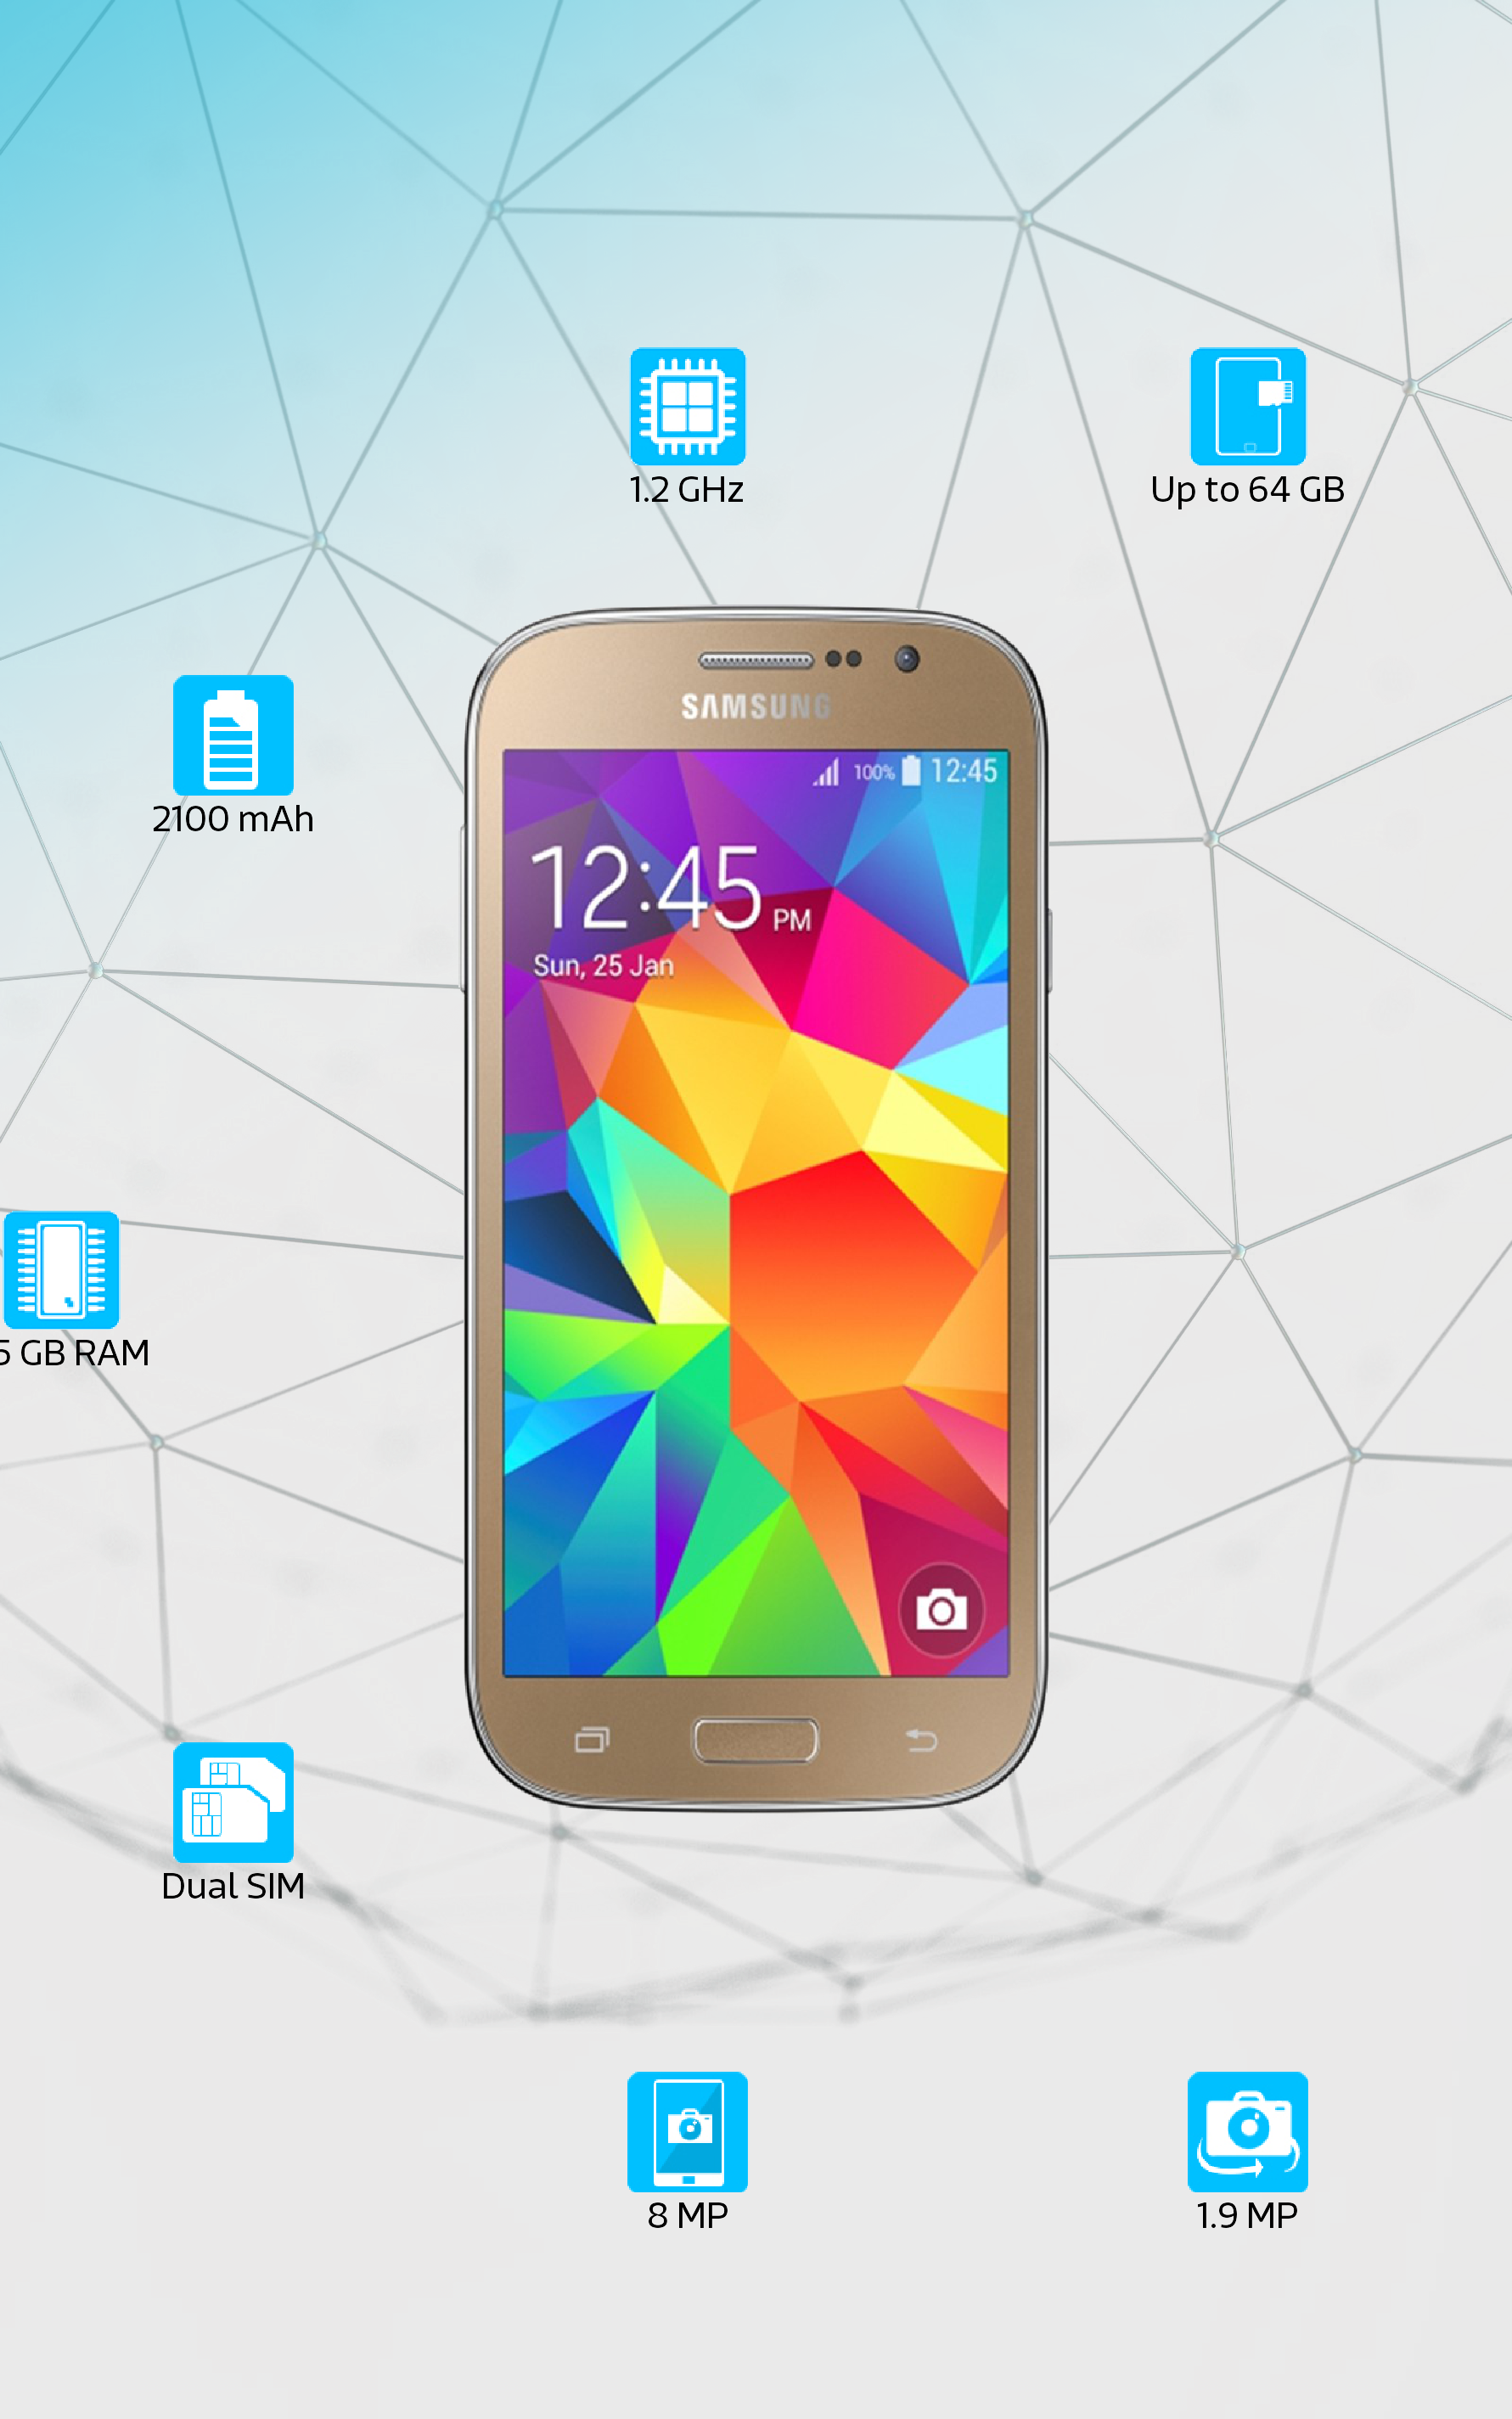 1.2 GHz
Up to 64 GB
SAMSUNG
100% 12:45
2100 mAh
12:45 PM
Sun, 25 Jan
5 GB RAM
Dual SIM
8 MP
1.9 MP